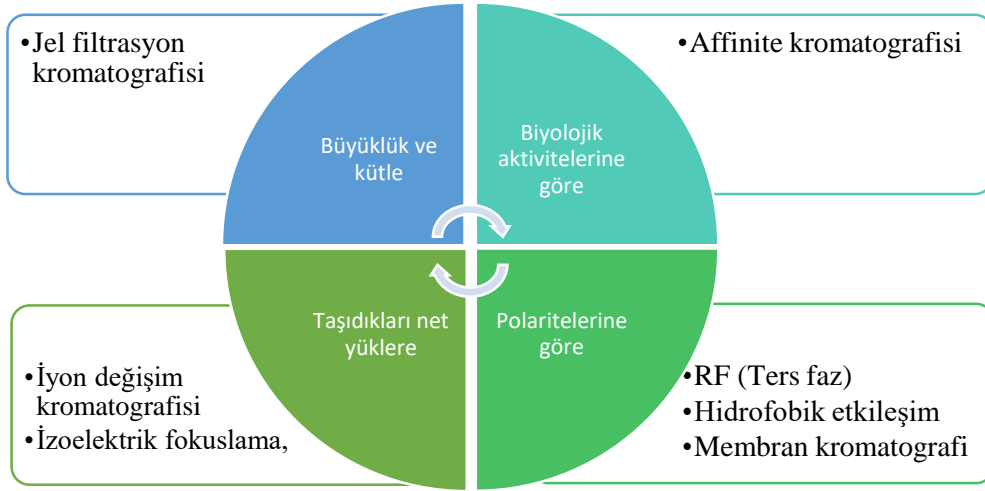 •Jel filtrasyon
kromatografisi
•Affinite kromatografisi
Büyüklük ve
kütle
Biyolojik
aktivitelerine
göre
Taşıdıkları net
yüklere
Polaritelerine
göre
•İyon değişim
kromatografisi
•İzoelektrik fokuslama,
•RF (Ters faz)
•Hidrofobik etkileşim
•Membran kromatografi